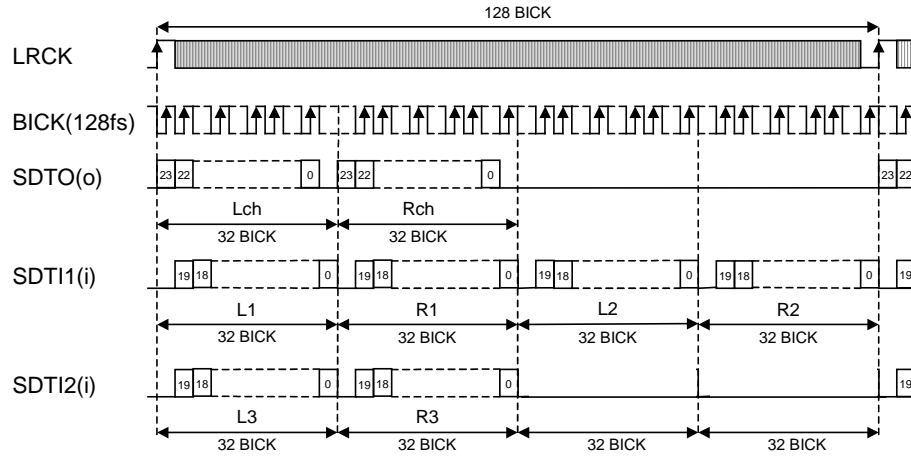 128 BICK
LRCK
BICK(128fs)
SDTO(o)
23 22 0 23 22 0 23 22
Lch Rch
32 BICK 32 BICK
SDTI1(i)
19 18 0 19 18 0 19 18 0 19 18 0 19
L1 R1 L2 R2
32 BICK 32 BICK 32 BICK 32 BICK
SDTI2(i)
19 18 0 19 18 0 19
L3 R3
32 BICK 32 BICK 32 BICK 32 BICK